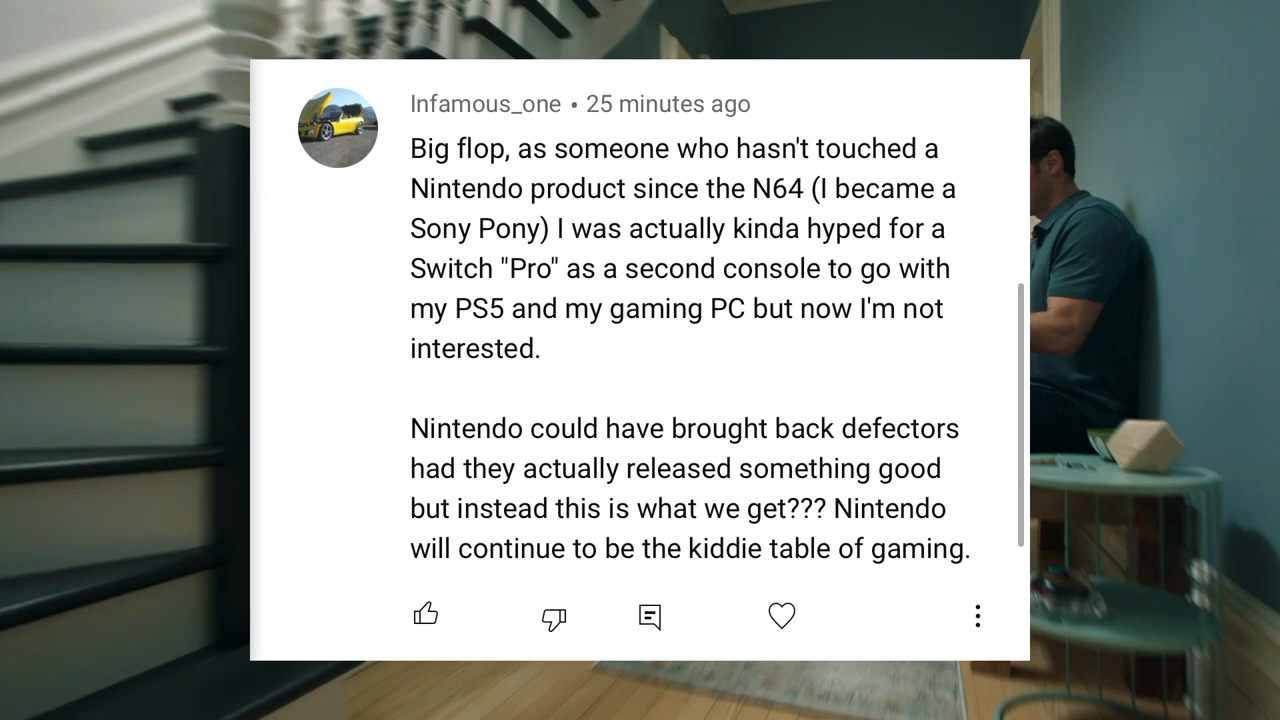 Infamous_one • 25 minutes ago
Big flop, as someone who hasn't touched a
Nintendo product since the N64 (I became a
Sony Pony) I was actually kinda hyped for a
Switch "Pro" as a second console to go with
my PS5 and my gaming PC but now I'm not
interested.
Nintendo could have brought back defectors
had they actually released something good
but instead this is what we get??? Nintendo
will continue to be the kiddie table of gaming.